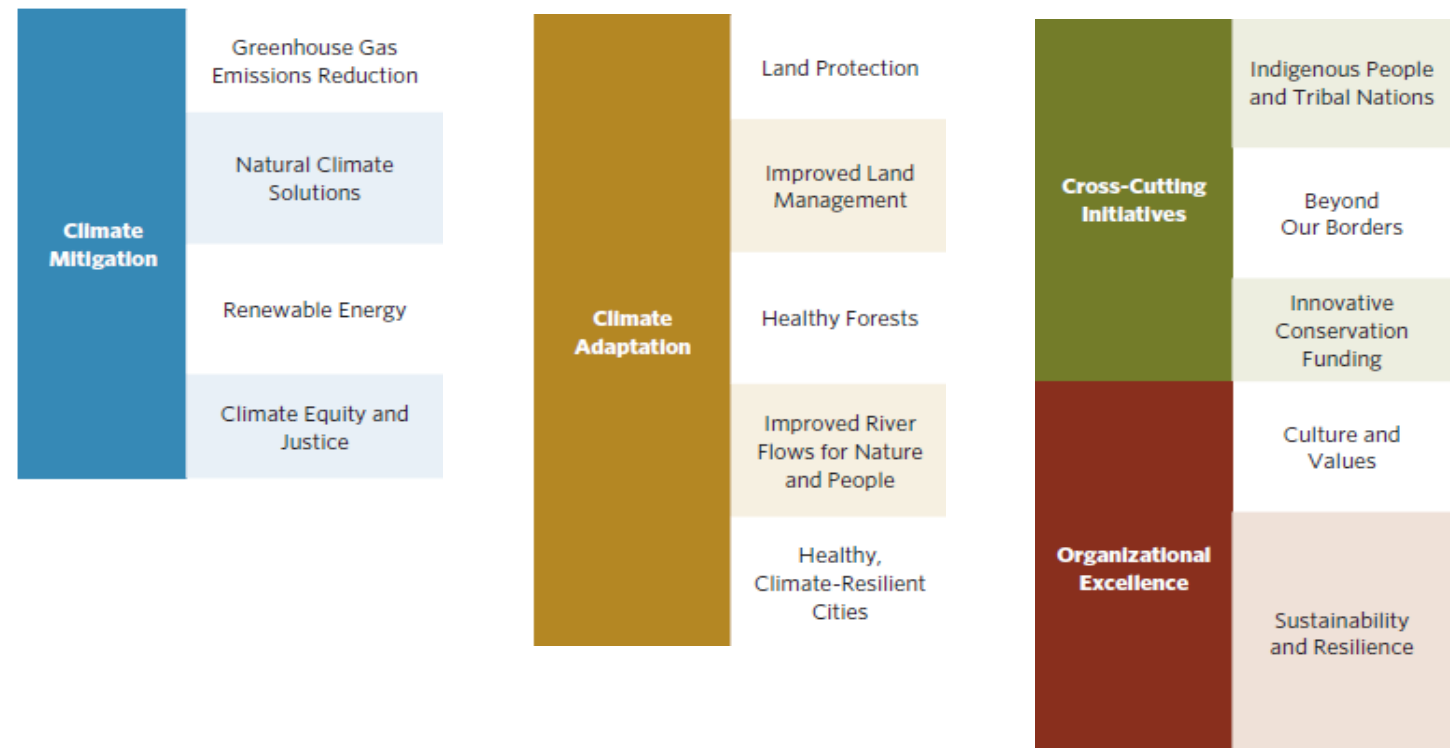 Climate
Mitigation
Greenhouse Gas
Emissions Reduction
Natural Climate
Solutions
Renewable Energy
Climate Equity and
Justice
Climate
Adaptation
Land Protection
Improved Land
Management
Healthy Forests
Improved River
Flows for Nature
and People
Healthy,
Climate-Resilient
Cities
Cross-Cutting
Initiatives
Indigenous People
and Tribal Nations
Beyond
Our Borders
Innovative
Conservation
Funding
Organizational
Excellence
Culture and
Values
Sustainability
and Resilience